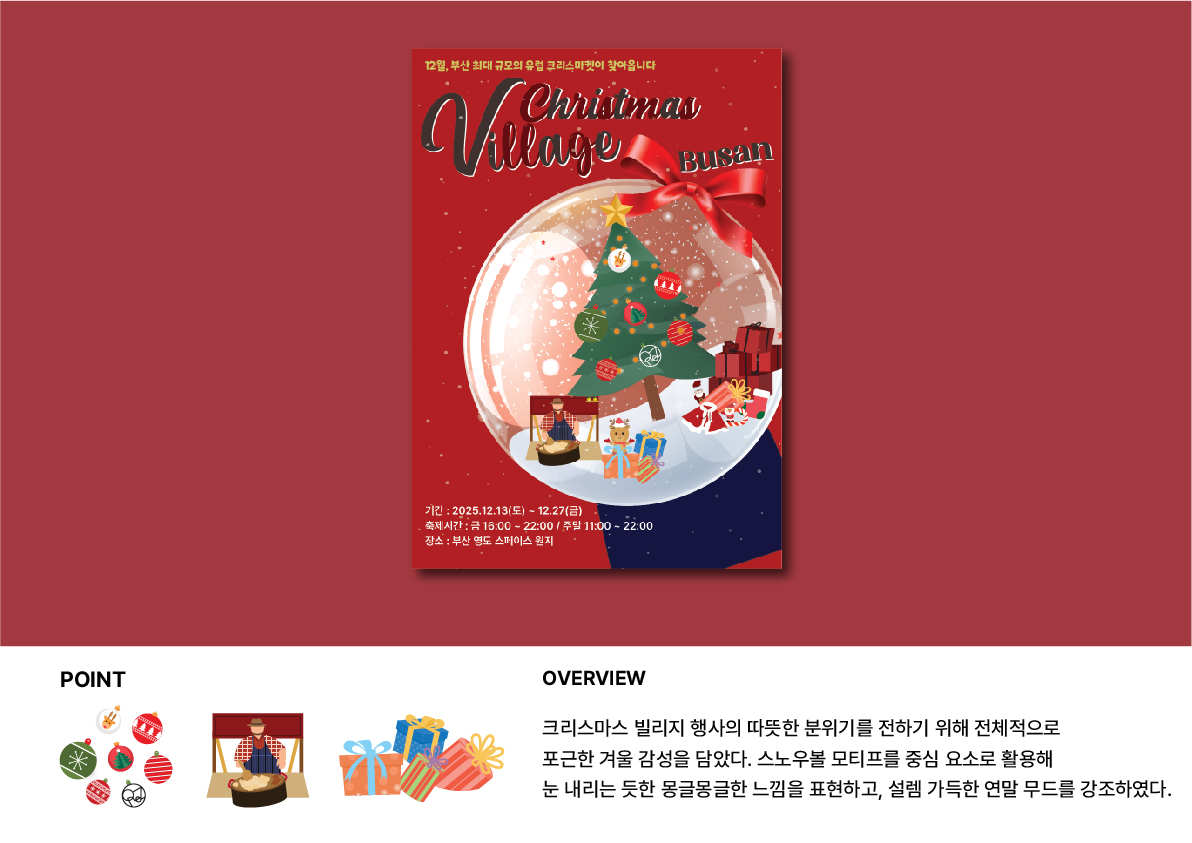 12월, 부산 최대 규모의 유럽 크리스마켓이 찾아옵니다
Christmas
Village
Busan
기간 : 2025.12.13(토) ~ 12.27(금)
축제시간 : 금 16:00 ~ 22:00 / 주말 11:00 ~ 22:00
장소 : 부산 영도 스페이스 원지
POINT
OVERVIEW
크리스마스 빌리지 행사의 따뜻한 분위기를 전하기 위해 전체적으로
포근한 겨울 감성을 담았다. 스노우볼 모티프를 중심 요소로 활용해
눈 내리는 듯한 몽글몽글한 느낌을 표현하고, 설렘 가득한 연말 무드를 강조하였다.